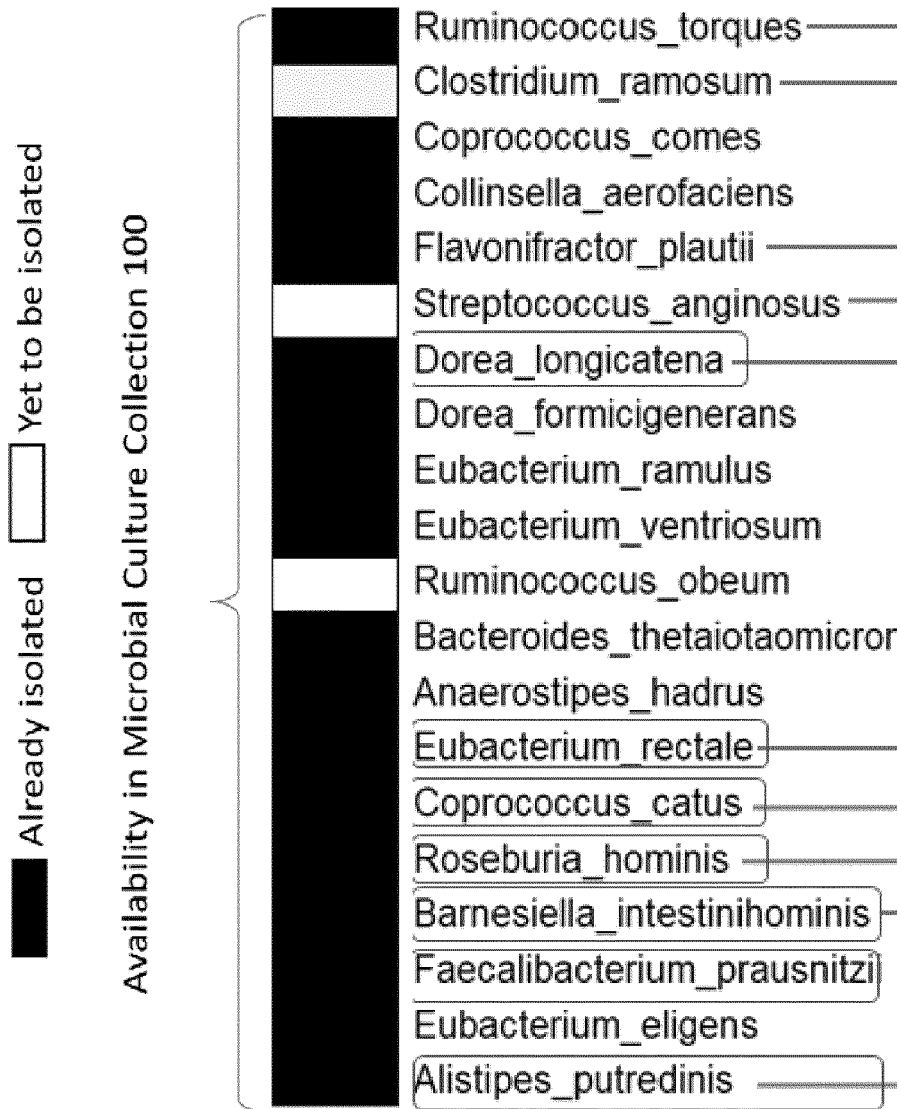 Already isolated
Yet to be isolated
Availability in Microbial Culture Collection 100
Ruminococcus_torques
Clostridium_ramosum
Coprococcus_comes
Collinsella_aerofaciens
Flavonifractor_plautii
Streptococcus_anginosus
Dorea_longicatena
Dorea_formicigenerans
Eubacterium_ramulus
Eubacterium_ventriosum
Ruminococcus_obeum
Bacteroides_thetaiotaomicron
Anaerostipes_hadrus
Eubacterium_rectale
Coprococcus_catus
Roseburia_hominis
Barnesiella_intestinihominis
Faecalibacterium_prausnitzi
Eubacterium_eligens
Alistipes_putredinis